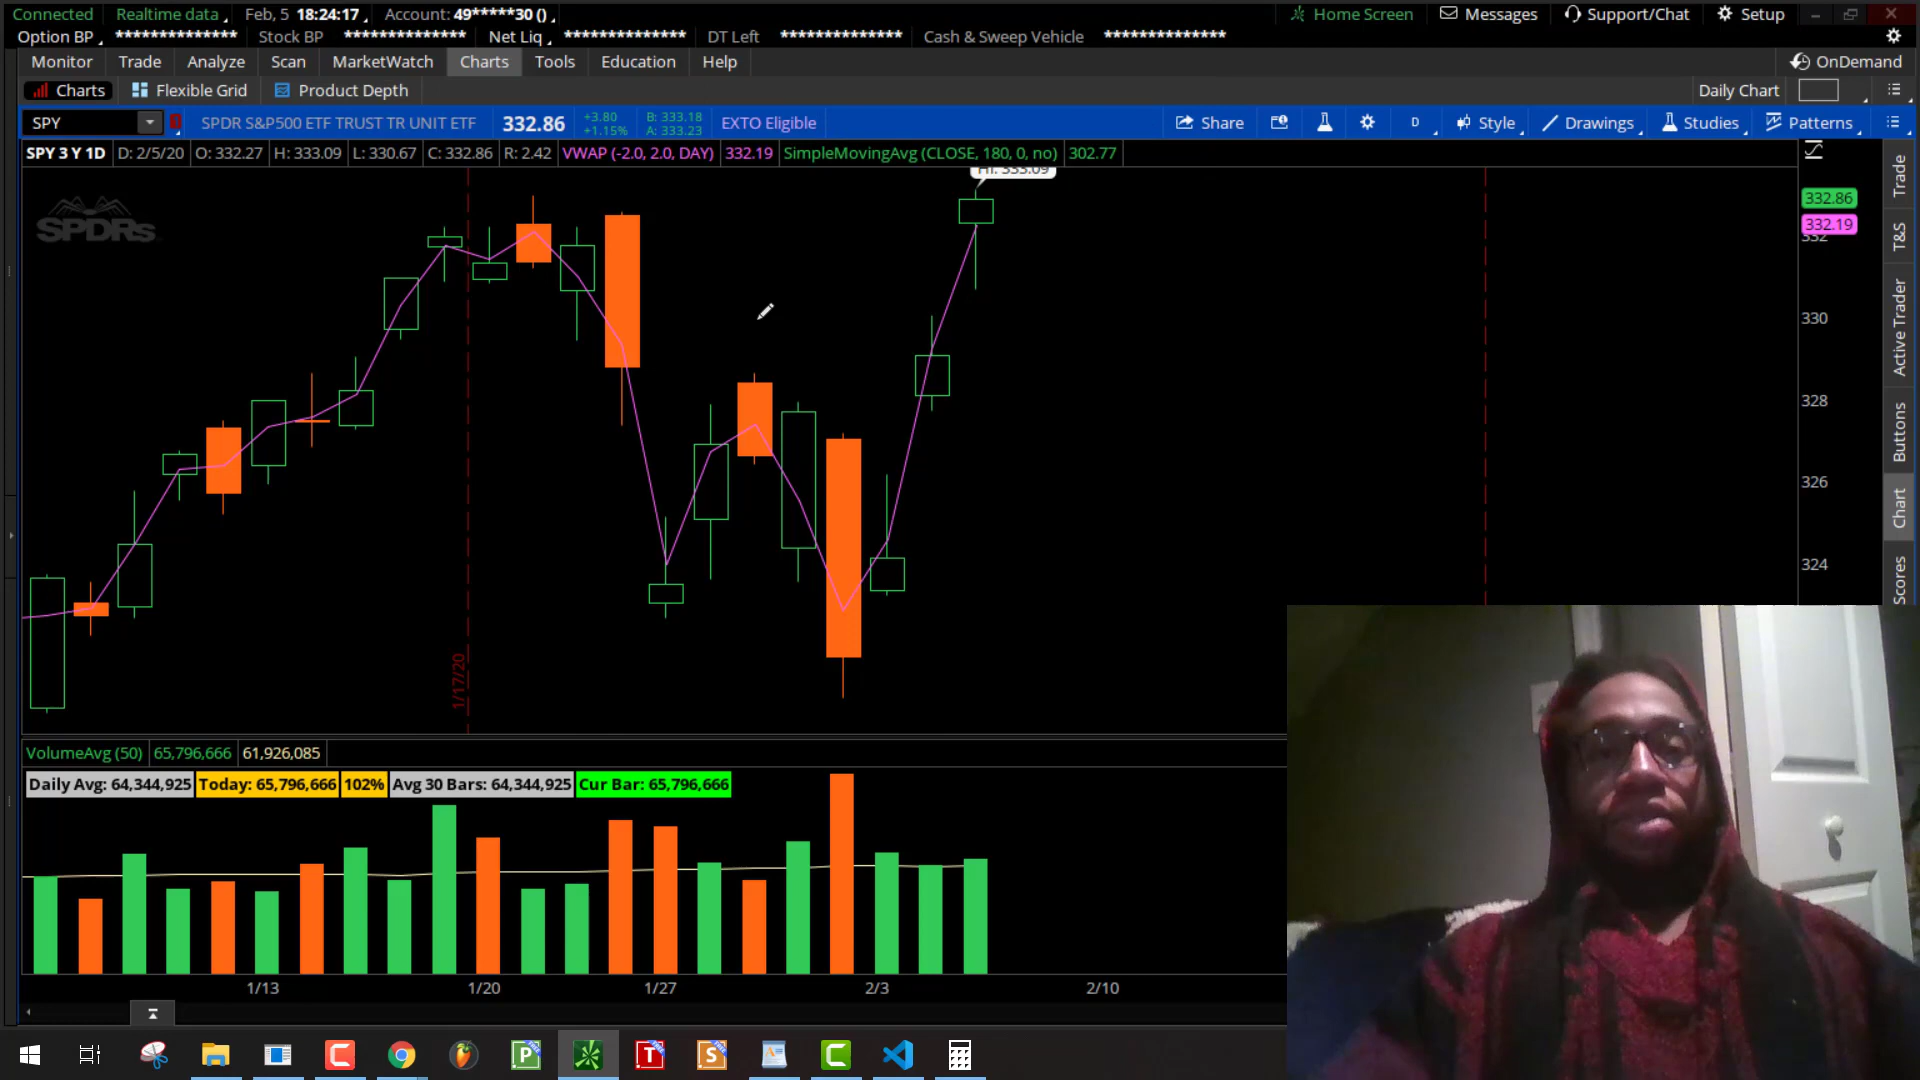 Connected Realtime data Feb, 5 18:24:17 Account: 49*****30 () Home Screen Messages Support/Chat Setup
Option BP ************** Stock BP ************** Net Liq ************** DT Left ************** Cash & Sweep Vehicle **************
Monitor Trade Analyze Scan MarketWatch Charts Tools Education Help OnDemand
Charts Flexible Grid Product Depth Daily Chart
SPY SPDR S&P500 ETF TRUST TR UNIT ETF 332.86 +3.80 B: 333.18 EXTO Eligible Share D Style Drawings Studies Patterns
+1.15% A: 333.23
SPY 3 Y 1D D: 2/5/20 O: 332.27 H: 333.09 L: 330.67 C: 332.86 R: 2.42 VWAP (-2.0, 2.0, DAY) 332.19 SimpleMovingAvg (CLOSE, 180, 0, no) 302.77
Hi: 333.09
SPDRs
332.86
332.19
332
330
328
326
324
Trade
T&S
Active Trader
Buttons
Chart
Scores
1/17/20
VolumeAvg (50) 65,796,666 61,926,085
Daily Avg: 64,344,925 Today: 65,796,666 102% Avg 30 Bars: 64,344,925 Cur Bar: 65,796,666
1/13 1/20 1/27 2/3 2/10
P T S